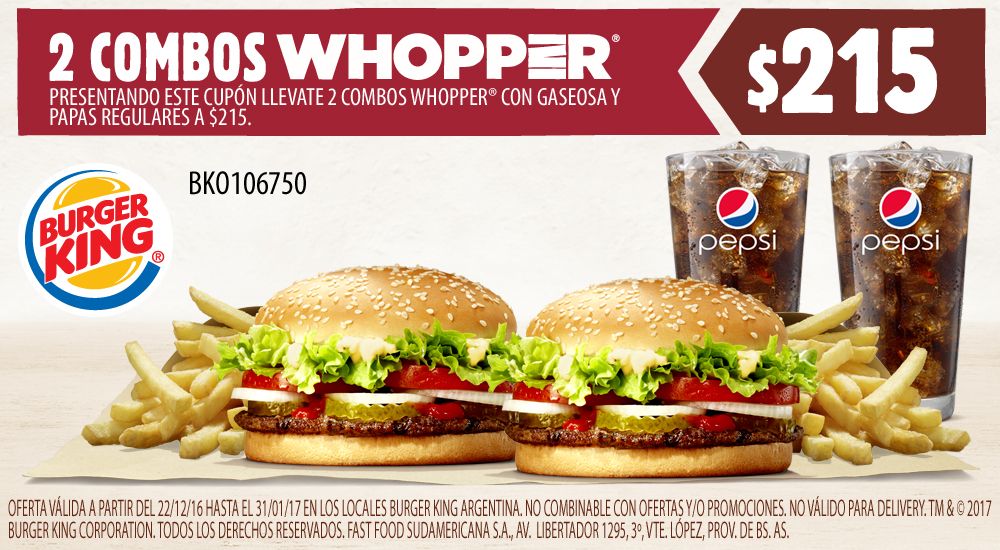 2 COMBOS WHOPPER®
PRESENTANDO ESTE CUPÓN LLEVATE 2 COMBOS WHOPPER® CON GASEOSA Y
PAPAS REGULARES A $215.
$215
BKO106750
BURGER
KING®
pepsi
pepsi
OFERTA VÁLIDA A PARTIR DEL 22/12/16 HASTA EL 31/01/17 EN LOS LOCALES BURGER KING ARGENTINA. NO COMBINABLE CON OFERTAS Y/O PROMOCIONES. NO VÁLIDO PARA DELIVERY. TM & © 2017
BURGER KING CORPORATION. TODOS LOS DERECHOS RESERVADOS. FAST FOOD SUDAMERICANA S.A., AV. LIBERTADOR 1295, 3º, VTE. LÓPEZ, PROV. DE BS. AS.